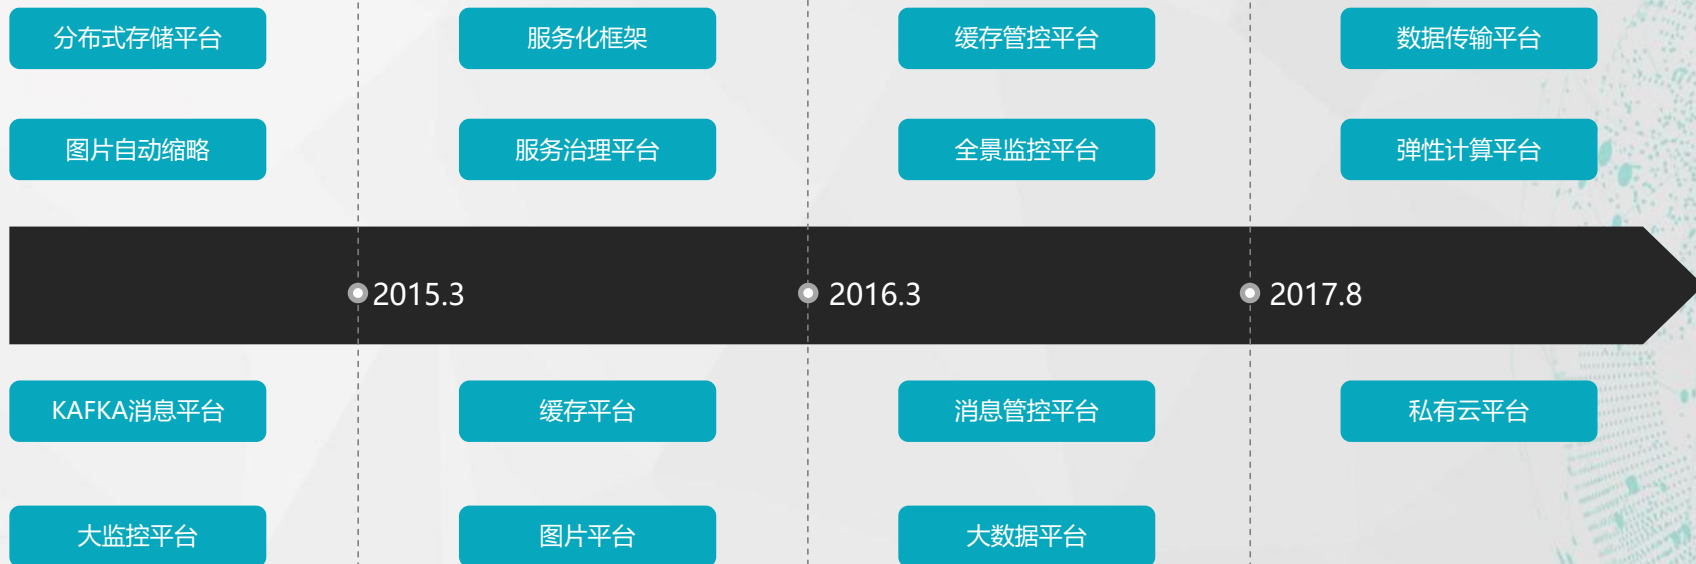 分布式存储平台
服务化框架
缓存管控平台
数据传输平台
图片自动缩略
服务治理平台
全景监控平台
弹性计算平台
2015.3
2016.3
2017.8
KAFKA消息平台
缓存平台
消息管控平台
私有云平台
大监控平台
图片平台
大数据平台